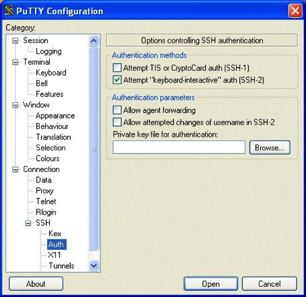 PuTTY Configuration
Category:
Session
Logging
Terminal
Keyboard
Bell
Features
Window
Appearance
Behaviour
Translation
Selection
Colours
Connection
Data
Proxy
Telnet
Rlogin
SSH
Kex
Auth
X11
Tunnels
Options controlling SSH authentication
Authentication methods
Attempt TIS or CryptoCard auth (SSH-1)
Attempt "keyboard-interactive" auth (SSH-2)
Authentication parameters
Allow agent forwarding
Allow attempted changes of username in SSH-2
Private key file for authentication:
Browse...
About
Open
Cancel